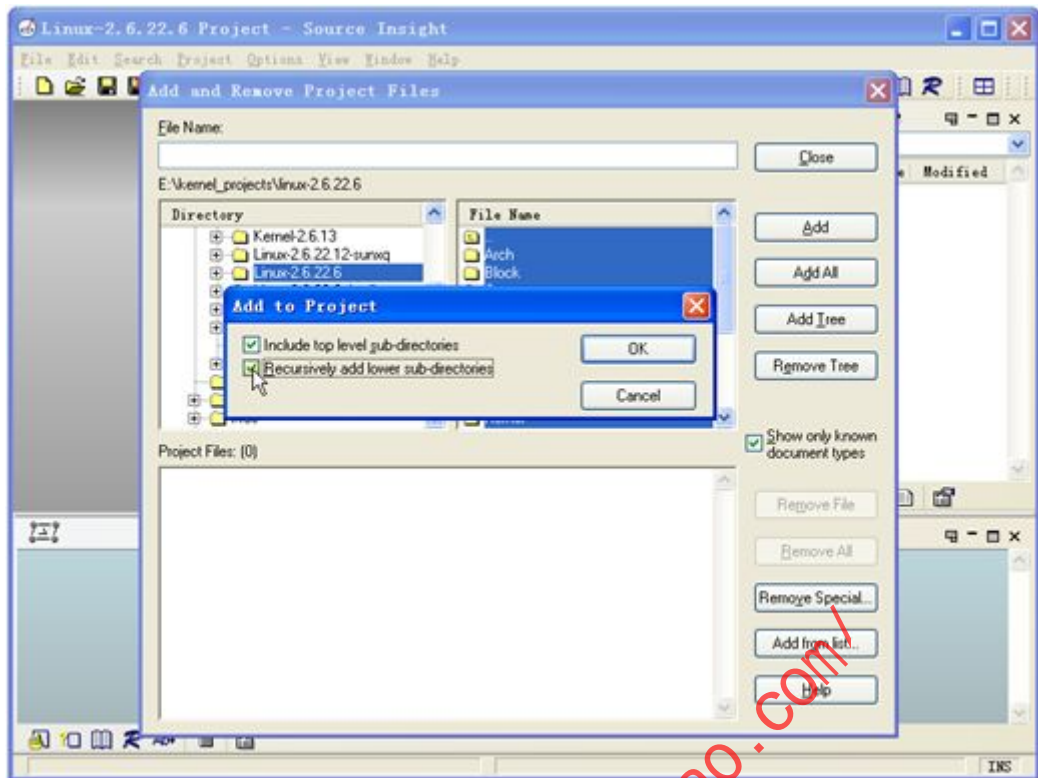 Linux-2.6.22.6 Project - Source Insight
File Edit Search Project Options View Window Help
Add and Remove Project Files
File Name:
Close
E:\kernel_projects\linux-2.6.22.6
Modified
Directory
File Name
Kernel-2.6.13
Linux-2.6.22.12-sunxq
Linux-2.6.22.6
..
Arch
Block
Add
Add All
Add Tree
Remove Tree
Add to Project
Include top level sub-directories
Recursively add lower sub-directories
OK
Cancel
Show only known
document types
Project Files: (0)
Remove File
Remove All
Remove Special...
Add from list...
Help
INS